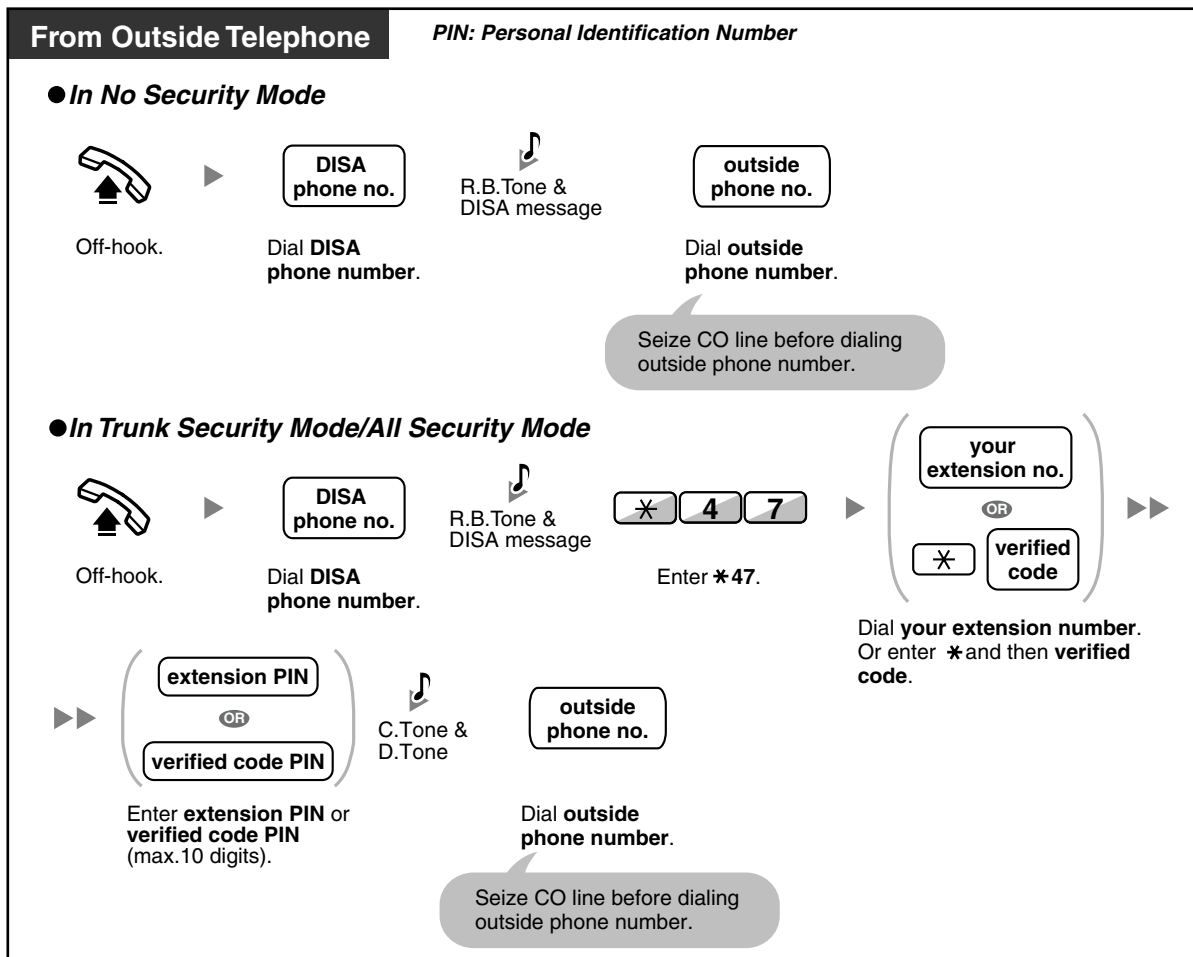 From Outside Telephone
PIN: Personal Identification Number
●In No Security Mode
DISA
phone no.
R.B.Tone &
DISA message
outside
phone no.
Off-hook.
Dial DISA
phone number.
Dial outside
phone number.
Seize CO line before dialing
outside phone number.
●In Trunk Security Mode/All Security Mode
DISA
phone no.
R.B.Tone &
DISA message
* 4 7
your
extension no.
OR
* verified
code
Off-hook.
Dial DISA
phone number.
Enter *47.
Dial your extension number.
Or enter * and then verified
code.
extension PIN
OR
verified code PIN
C.Tone &
D.Tone
outside
phone no.
Enter extension PIN or
verified code PIN
(max.10 digits).
Dial outside
phone number.
Seize CO line before dialing
outside phone number.